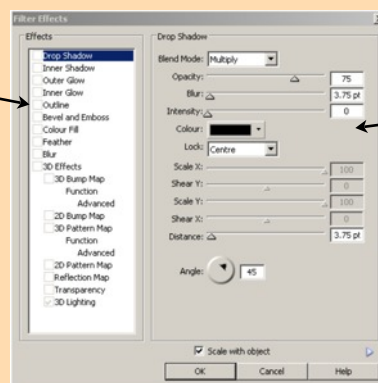 Filter Effects
Effects
Drop Shadow
Inner Shadow
Outer Glow
Inner Glow
Outline
Bevel and Emboss
Colour Fill
Feather
Blur
3D Effects
3D Bump Map
Function
Advanced
2D Bump Map
3D Pattern Map
Function
Advanced
2D Pattern Map
Reflection Map
Transparency
3D Lighting
Drop Shadow
Blend Mode: Multiply
Opacity: 75
Blur: 3.75 pt
Intensity: 0
Colour:
Lock: Centre
Scale X: 100
Shear Y: 0
Scale Y: 100
Shear X: 0
Distance: 3.75 pt
Angle: 45
Scale with object
OK Cancel Help